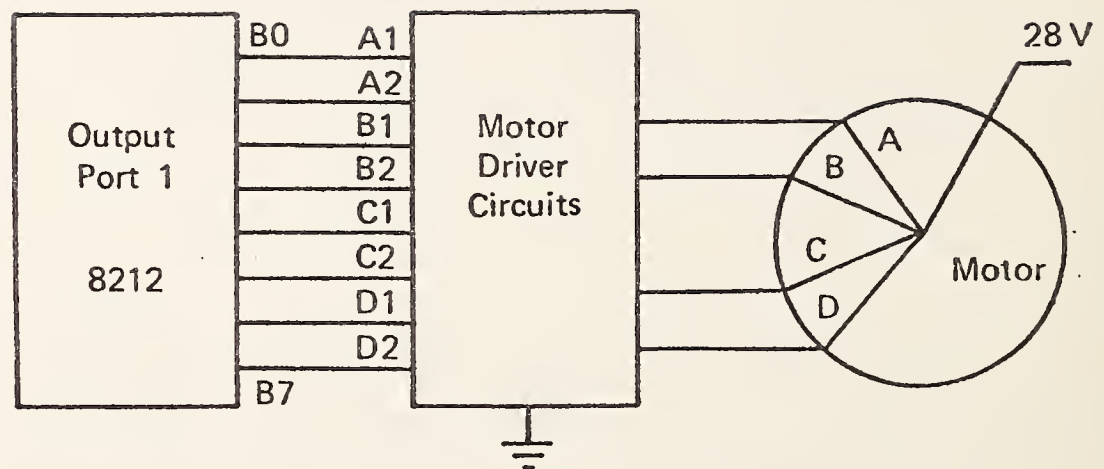 Output
Port 1
8212
B0
A1
A2
B1
B2
C1
C2
D1
D2
B7
Motor
Driver
Circuits
28 V
A
B
C
D
Motor